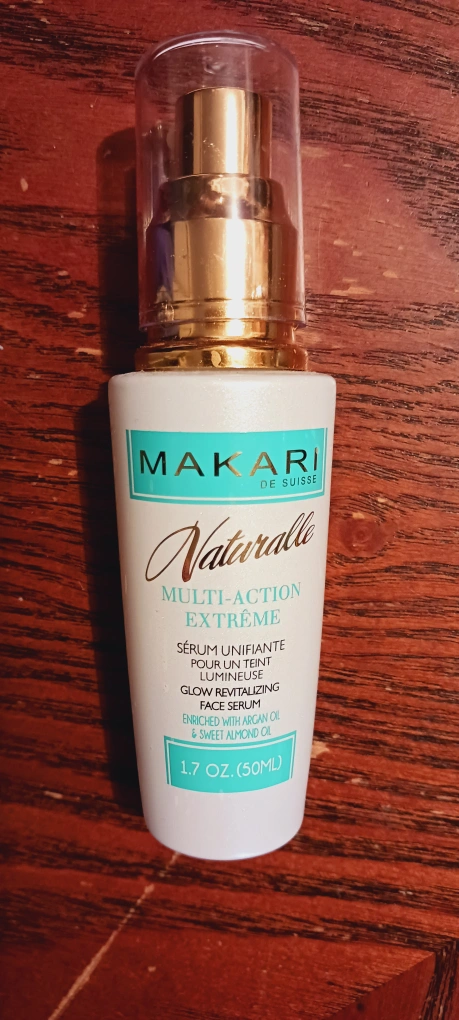 MAKARI
DE SUISSE
Naturalle
MULTI-ACTION
EXTRÊME
SÉRUM UNIFIANTE
POUR UN TEINT
LUMINEUSE
GLOW REVITALIZING
FACE SERUM
ENRICHED WITH ARGAN OIL
& SWEET ALMOND OIL
1.7 OZ. (50ML)